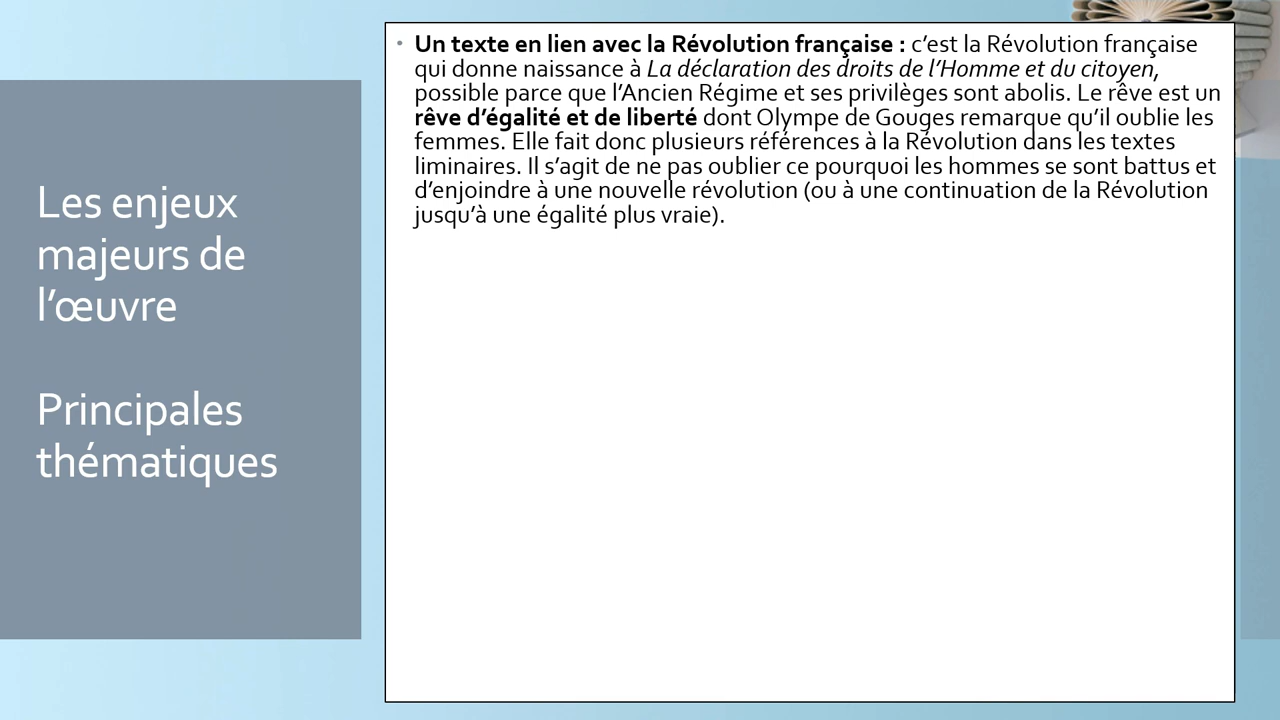 Les enjeux
majeurs de
l’œuvre
Principales
thématiques
• Un texte en lien avec la Révolution française : c’est la Révolution française
qui donne naissance à La déclaration des droits de l’Homme et du citoyen,
possible parce que l’Ancien Régime et ses privilèges sont abolis. Le rêve est un
rêve d’égalité et de liberté dont Olympe de Gouges remarque qu’il oublie les
femmes. Elle fait donc plusieurs références à la Révolution dans les textes
liminaires. Il s’agit de ne pas oublier ce pourquoi les hommes se sont battus et
d’enjoindre à une nouvelle révolution (ou à une continuation de la Révolution
jusqu’à une égalité plus vraie).